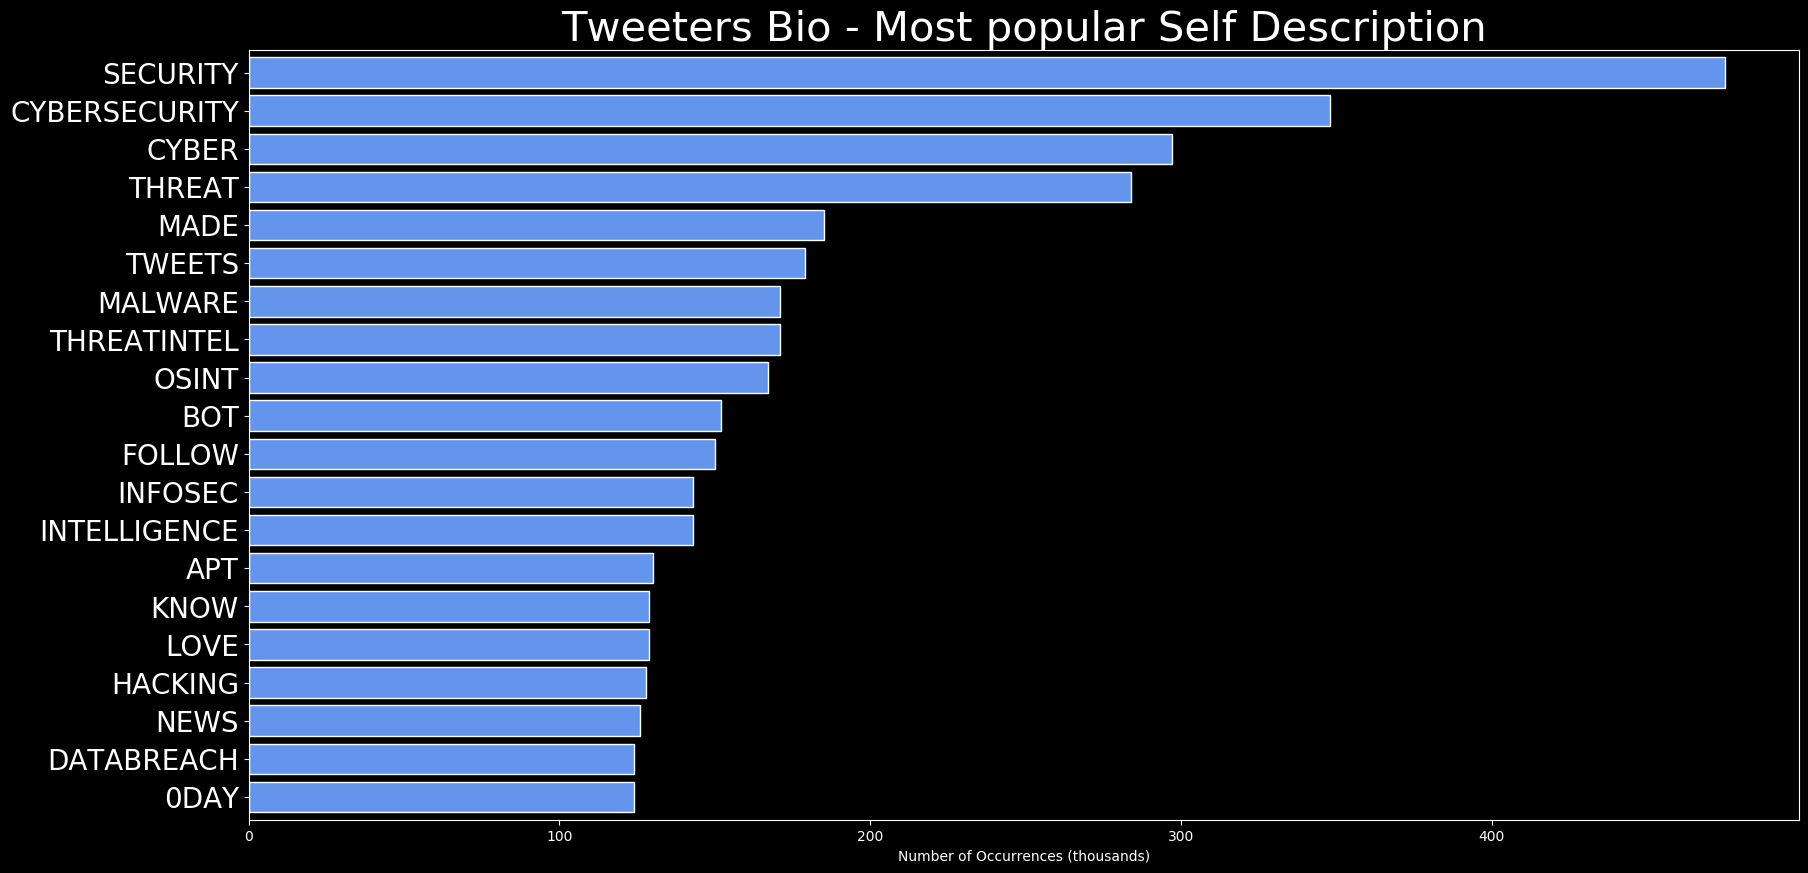 Tweeters Bio - Most popular Self Description
SECURITY
CYBERSECURITY
CYBER
THREAT
MADE
TWEETS
MALWARE
THREATINTEL
OSINT
BOT
FOLLOW
INFOSEC
INTELLIGENCE
APT
KNOW
LOVE
HACKING
NEWS
DATABREACH
0DAY
0 100 200 300 400
Number of Occurrences (thousands)